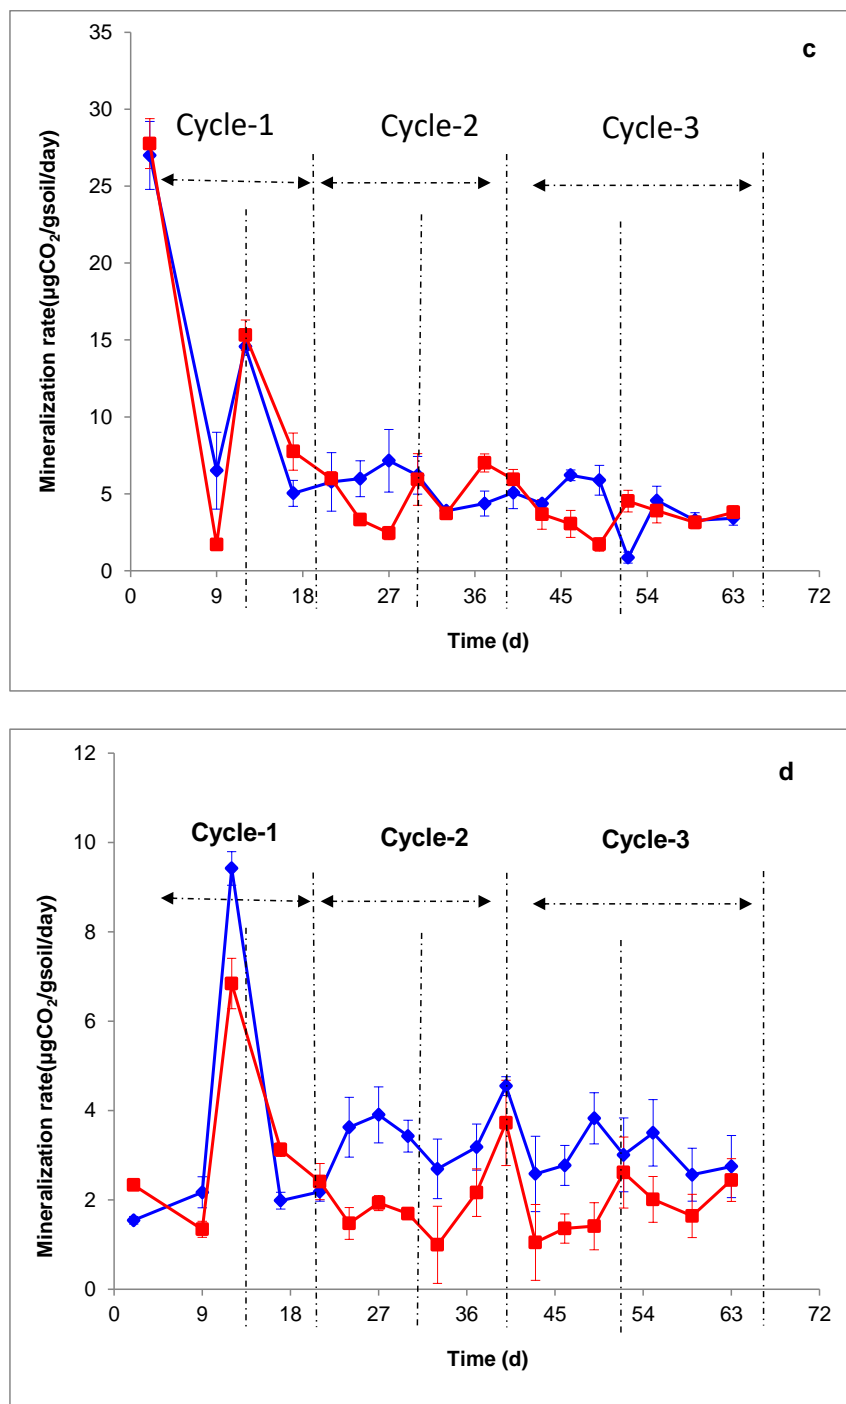 c
35
30
25
20
15
10
5
0
Mineralization rate(µgCO₂/gsoil/day)
Cycle-1 Cycle-2 Cycle-3
0 9 18 27 36 45 54 63 72
Time (d)
d
12
10
8
6
4
2
0
Mineralization rate(µgCO₂/gsoil/day)
Cycle-1 Cycle-2 Cycle-3
0 9 18 27 36 45 54 63 72
Time (d)